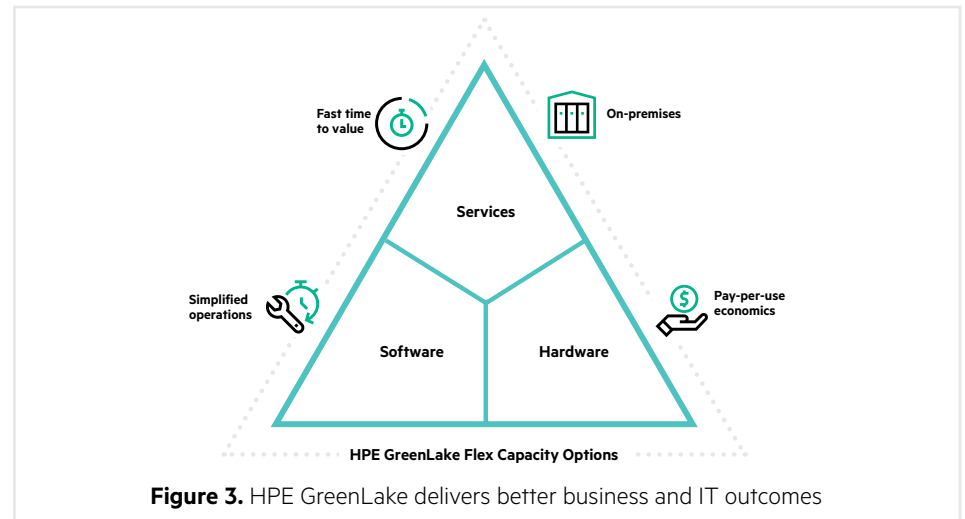 Fast time
to value
On-premises
Services
Simplified
operations
Pay-per-use
economics
$
Software
Hardware
HPE GreenLake Flex Capacity Options
Figure 3. HPE GreenLake delivers better business and IT outcomes